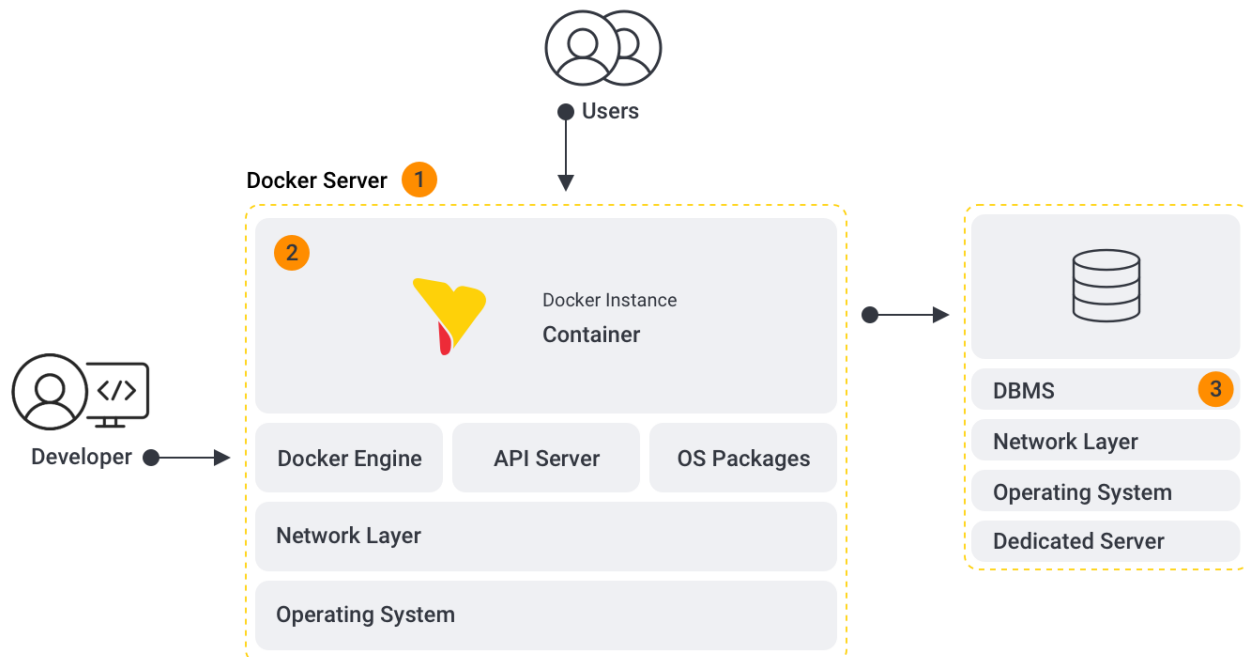 Users
Docker Server 1
2
Docker Instance
Container
</>
Developer
Docker Engine
API Server
OS Packages
Network Layer
Operating System
DBMS 3
Network Layer
Operating System
Dedicated Server